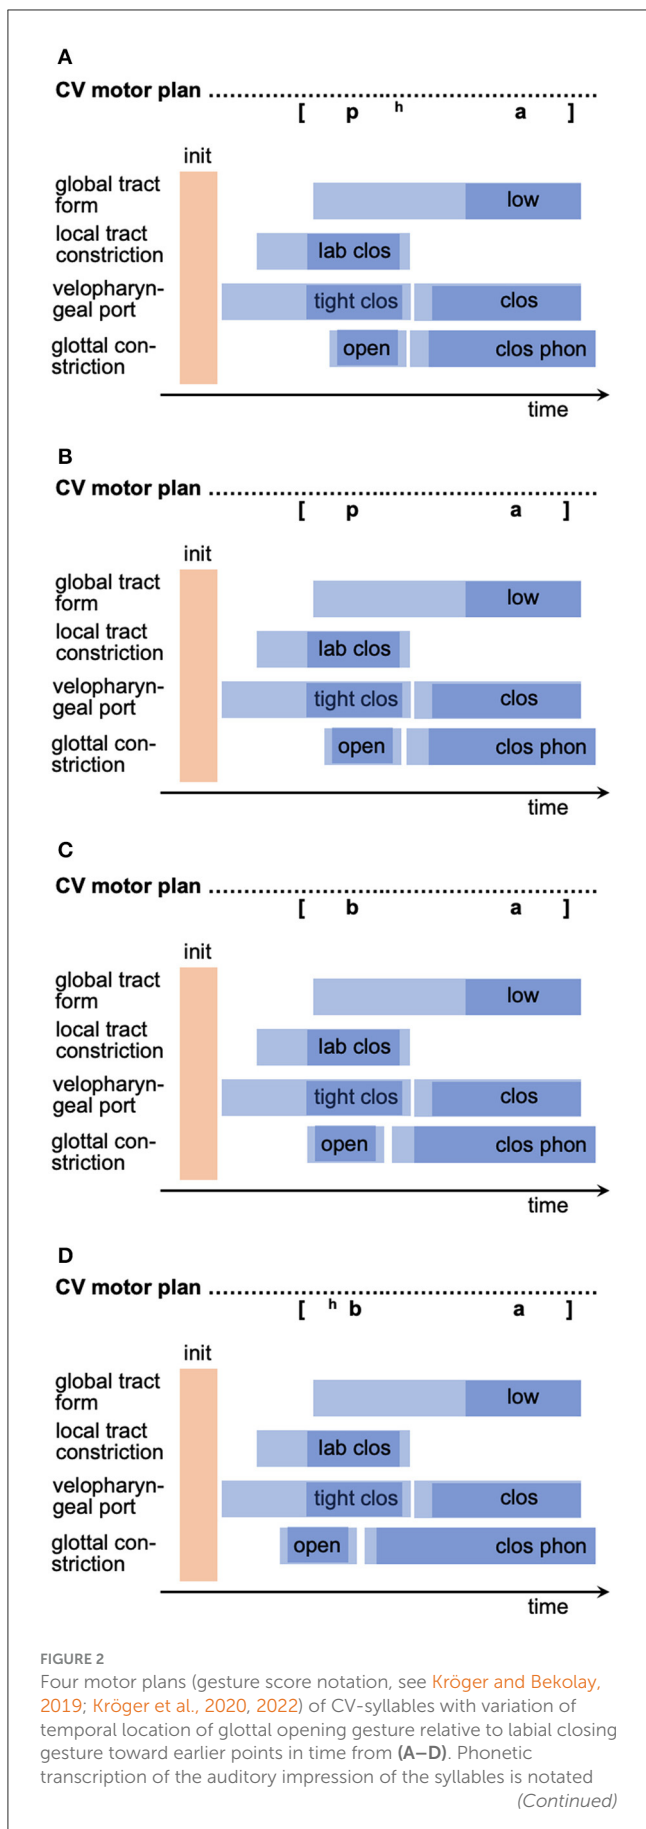 A
CV motor plan ........................................................
[ p ʰ a ]
init
global tract
form
low
local tract
constriction
lab clos
velopharyn-
geal port
tight clos
clos
glottal con-
striction
open
clos phon
time
B
CV motor plan ........................................................
[ p a ]
init
global tract
form
low
local tract
constriction
lab clos
velopharyn-
geal port
tight clos
clos
glottal con-
striction
open
clos phon
time
C
CV motor plan ........................................................
[ b a ]
init
global tract
form
low
local tract
constriction
lab clos
velopharyn-
geal port
tight clos
clos
glottal con-
striction
open
clos phon
time
D
CV motor plan ........................................................
[ ʰ b a ]
init
global tract
form
low
local tract
constriction
lab clos
velopharyn-
geal port
tight clos
clos
glottal con-
striction
open
clos phon
time
FIGURE 2
Four motor plans (gesture score notation, see Kröger and Bekolay,
2019; Kröger et al., 2020, 2022) of CV-syllables with variation of
temporal location of glottal opening gesture relative to labial closing
gesture toward earlier points in time from (A–D). Phonetic
transcription of the auditory impression of the syllables is notated
(Continued)